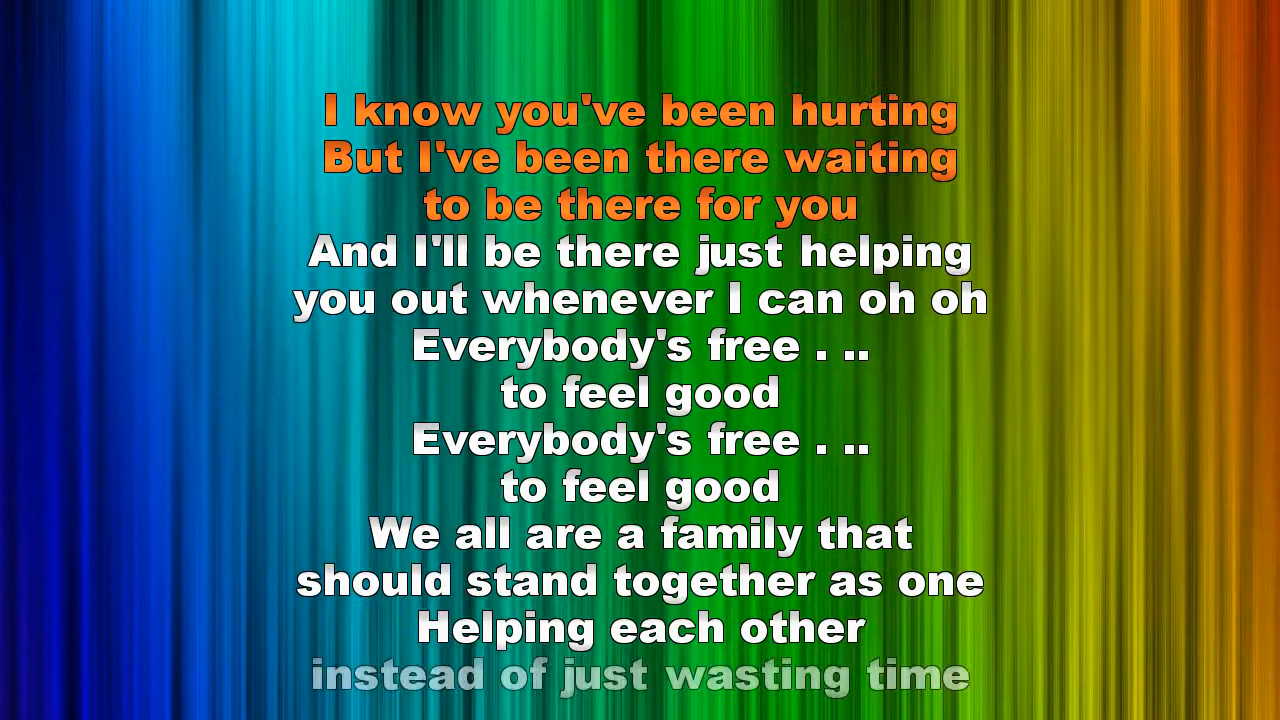 I know you've been hurting
But I've been there waiting
to be there for you
And I'll be there just helping
you out whenever I can oh oh
Everybody's free . ..
to feel good
Everybody's free . ..
to feel good
We all are a family that
should stand together as one
Helping each other
instead of just wasting time